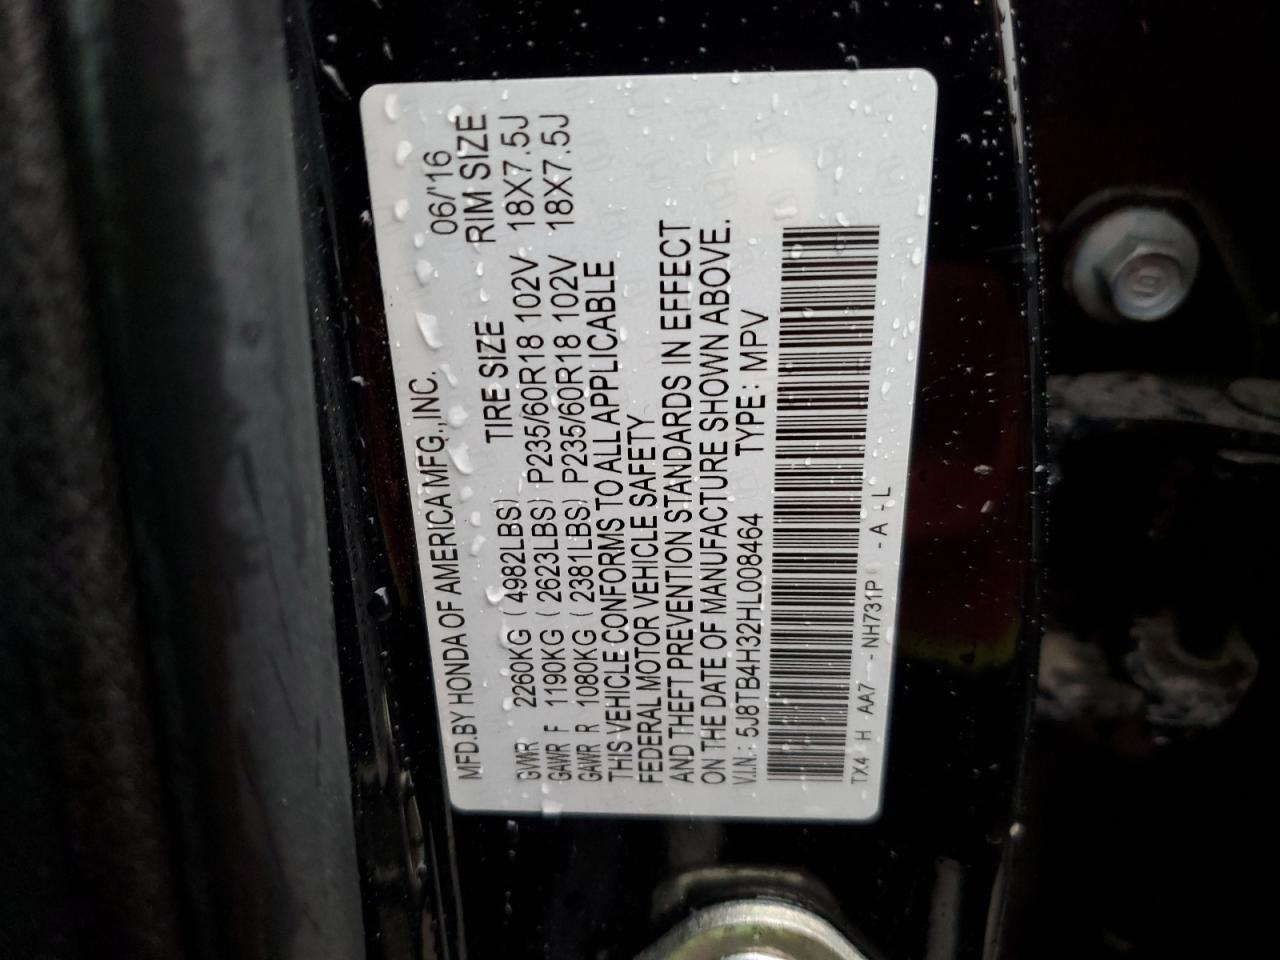 MFD.BY HONDA OF AMERICA MFG.,INC. 06/'16
TIRE SIZE RIM SIZE
GVWR 2260KG ( 4982LBS)
GAWR F 1190KG ( 2623LBS) P235/60R18 102V 18X7.5J
GAWR R 1080KG ( 2381LBS) P235/60R18 102V 18X7.5J
THIS VEHICLE CONFORMS TO ALL APPLICABLE
FEDERAL MOTOR VEHICLE SAFETY
AND THEFT PREVENTION STANDARDS IN EFFECT
ON THE DATE OF MANUFACTURE SHOWN ABOVE.
V.I.N.: 5J8TB4H32HL008464 TYPE: MPV
TX4 H AA7 - NH731P - A L